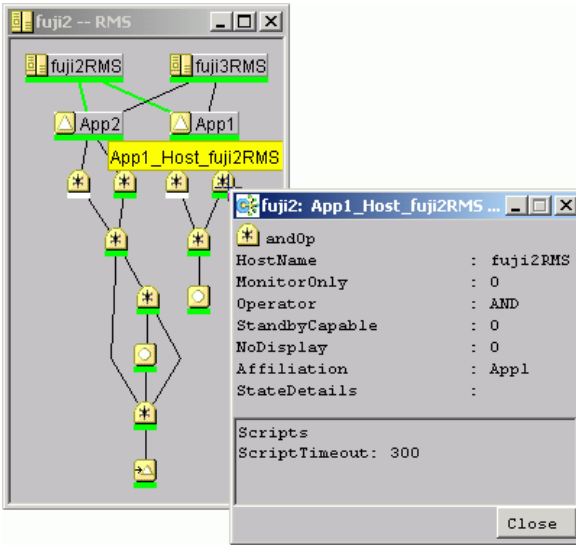 fuji2 -- RMS
fuji2RMS fuji3RMS
App2 App1
App1_Host_fuji2RMS
fuji2: App1_Host_fuji2RMS ...
andOp
HostName : fuji2RMS
MonitorOnly : 0
Operator : AND
StandbyCapable : 0
NoDisplay : 0
Affiliation : App1
StateDetails :
Scripts
ScriptTimeout: 300
Close